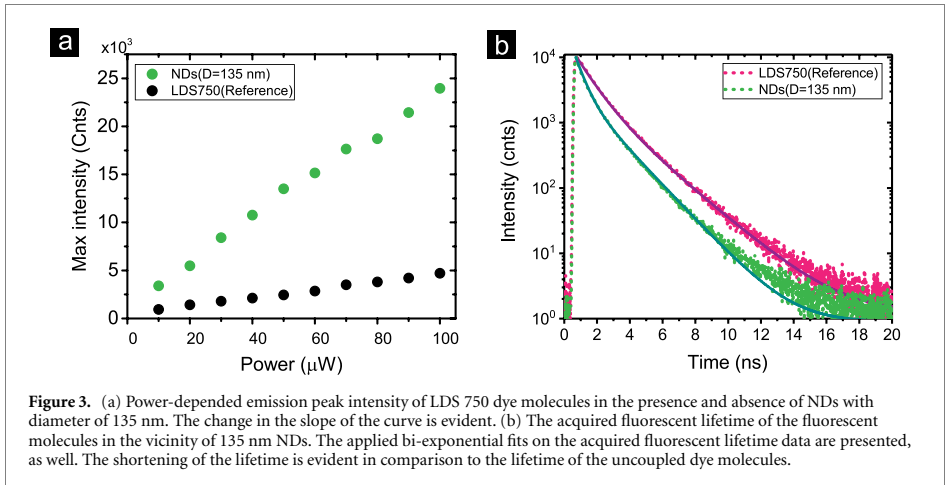 a
x10³
25
20
15
10
5
0
Max intensity (Cnts)
NDs(D=135 nm)
LDS750(Reference)
0 20 40 60 80 100
Power (μW)
b
10⁴
10³
10²
10¹
10⁰
Intensity (cnts)
LDS750(Reference)
NDs(D=135 nm)
0 2 4 6 8 10 12 14 16 18 20
Time (ns)
Figure 3. (a) Power-depended emission peak intensity of LDS 750 dye molecules in the presence and absence of NDs with
diameter of 135 nm. The change in the slope of the curve is evident. (b) The acquired fluorescent lifetime of the fluorescent
molecules in the vicinity of 135 nm NDs. The applied bi-exponential fits on the acquired fluorescent lifetime data are presented,
as well. The shortening of the lifetime is evident in comparison to the lifetime of the uncoupled dye molecules.